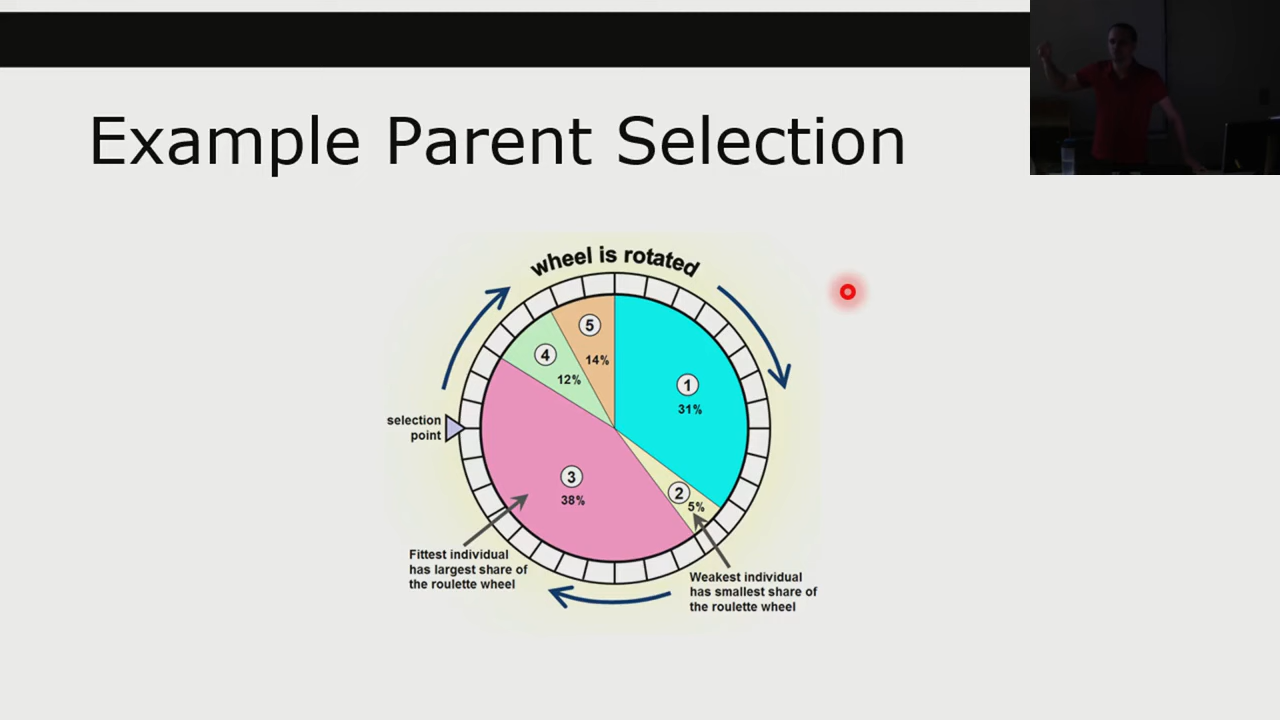 Example Parent Selection
wheel is rotated
5
14%
4
12%
1
31%
selection
point
3
38%
2
5%
Fittest individual
has largest share of
the roulette wheel
Weakest individual
has smallest share of
the roulette wheel